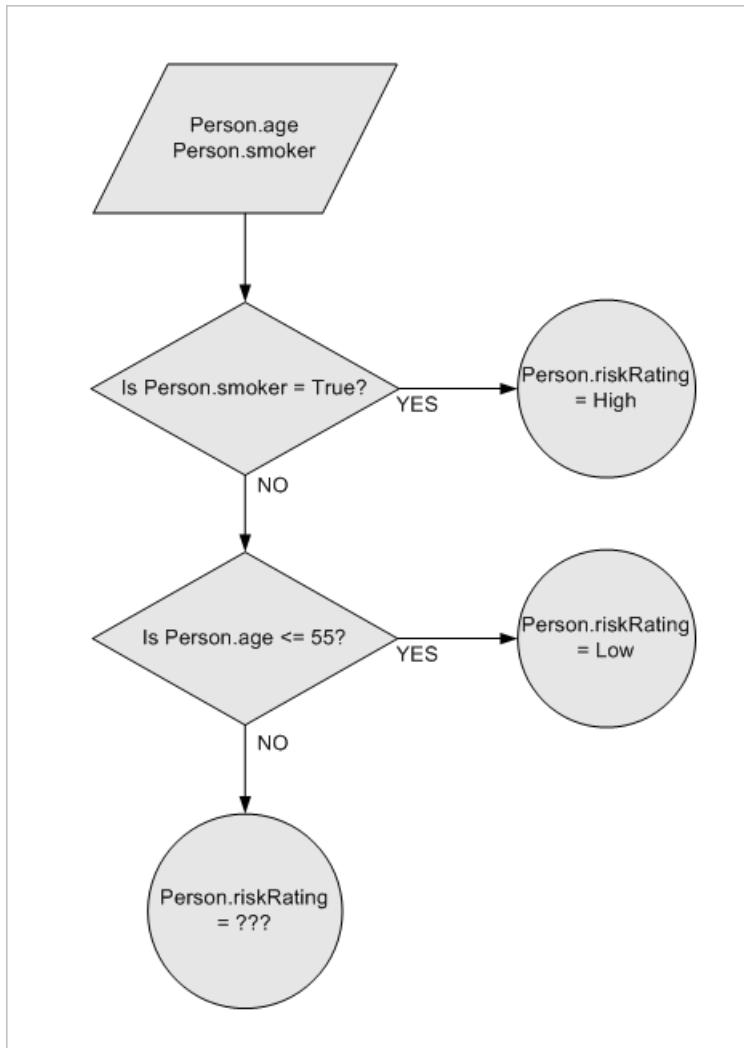 Person.age
Person.smoker
Is Person.smoker = True?
YES
Person.riskRating
= High
NO
Is Person.age <= 55?
YES
Person.riskRating
= Low
NO
Person.riskRating
= ???